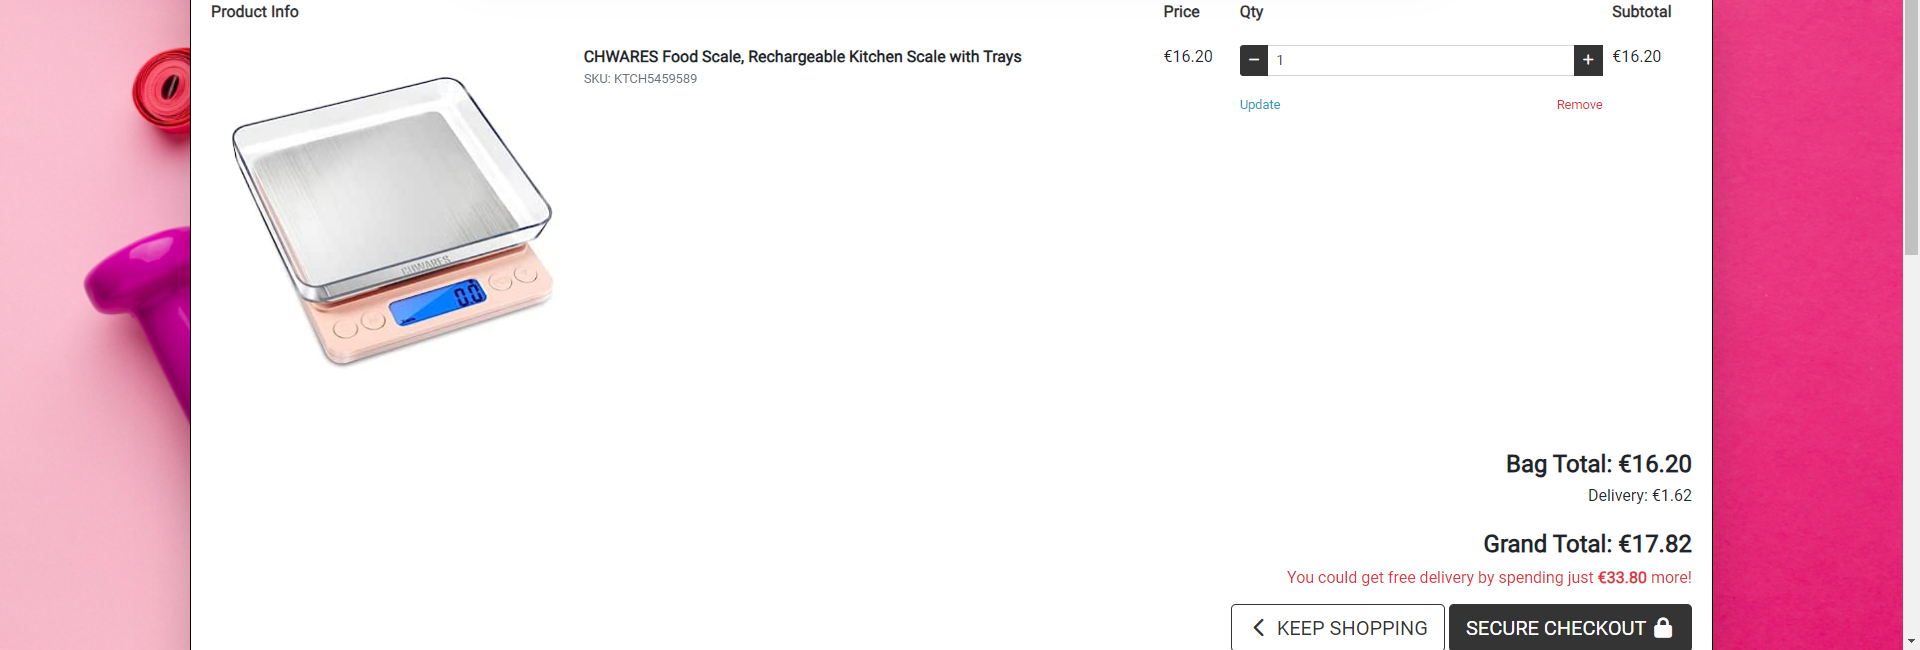 Product Info Price Qty Subtotal
CHWARES Food Scale, Rechargeable Kitchen Scale with Trays €16.20 − 1 + €16.20
SKU: KTCH5459589
Update Remove
CHWARES
0.0
Bag Total: €16.20
Delivery: €1.62
Grand Total: €17.82
You could get free delivery by spending just €33.80 more!
KEEP SHOPPING SECURE CHECKOUT